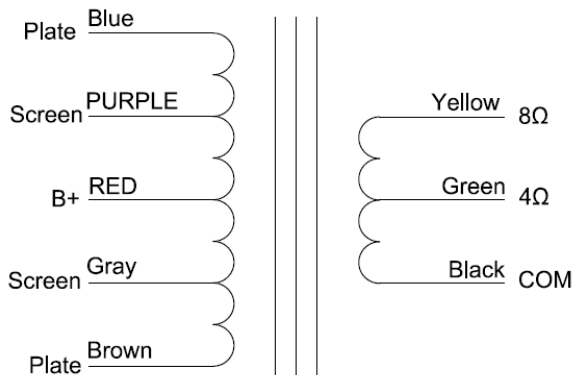 Plate Blue
Screen PURPLE
B+ RED
Screen Gray
Plate Brown
Yellow 8Ω
Green 4Ω
Black COM